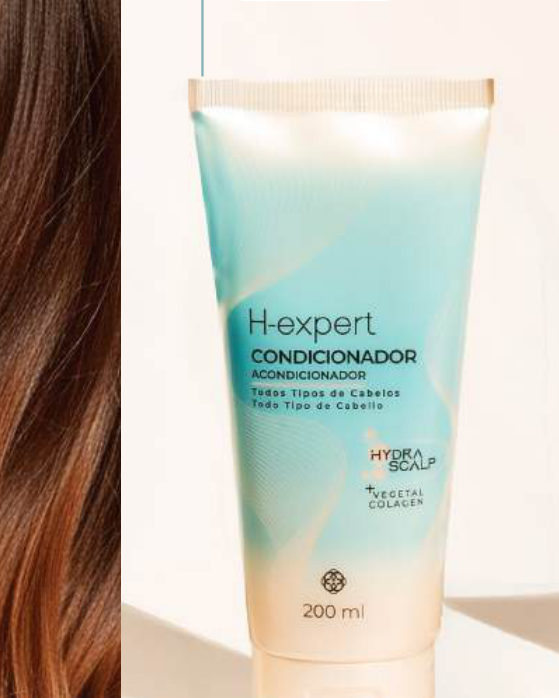 H-expert
CONDICIONADOR
ACONDICIONADOR
Todos Tipos de Cabelos
Todo Tipo de Cabello
HYDRA
SCALP
+VEGETAL
COLAGEN
200 ml